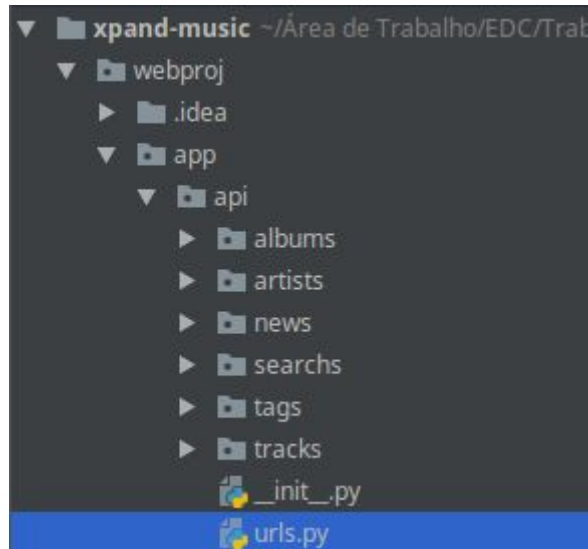 xpand-music ~/Área de Trabalho/EDC/Trab
webproj
.idea
app
api
albums
artists
news
searchs
tags
tracks
__init__.py
urls.py